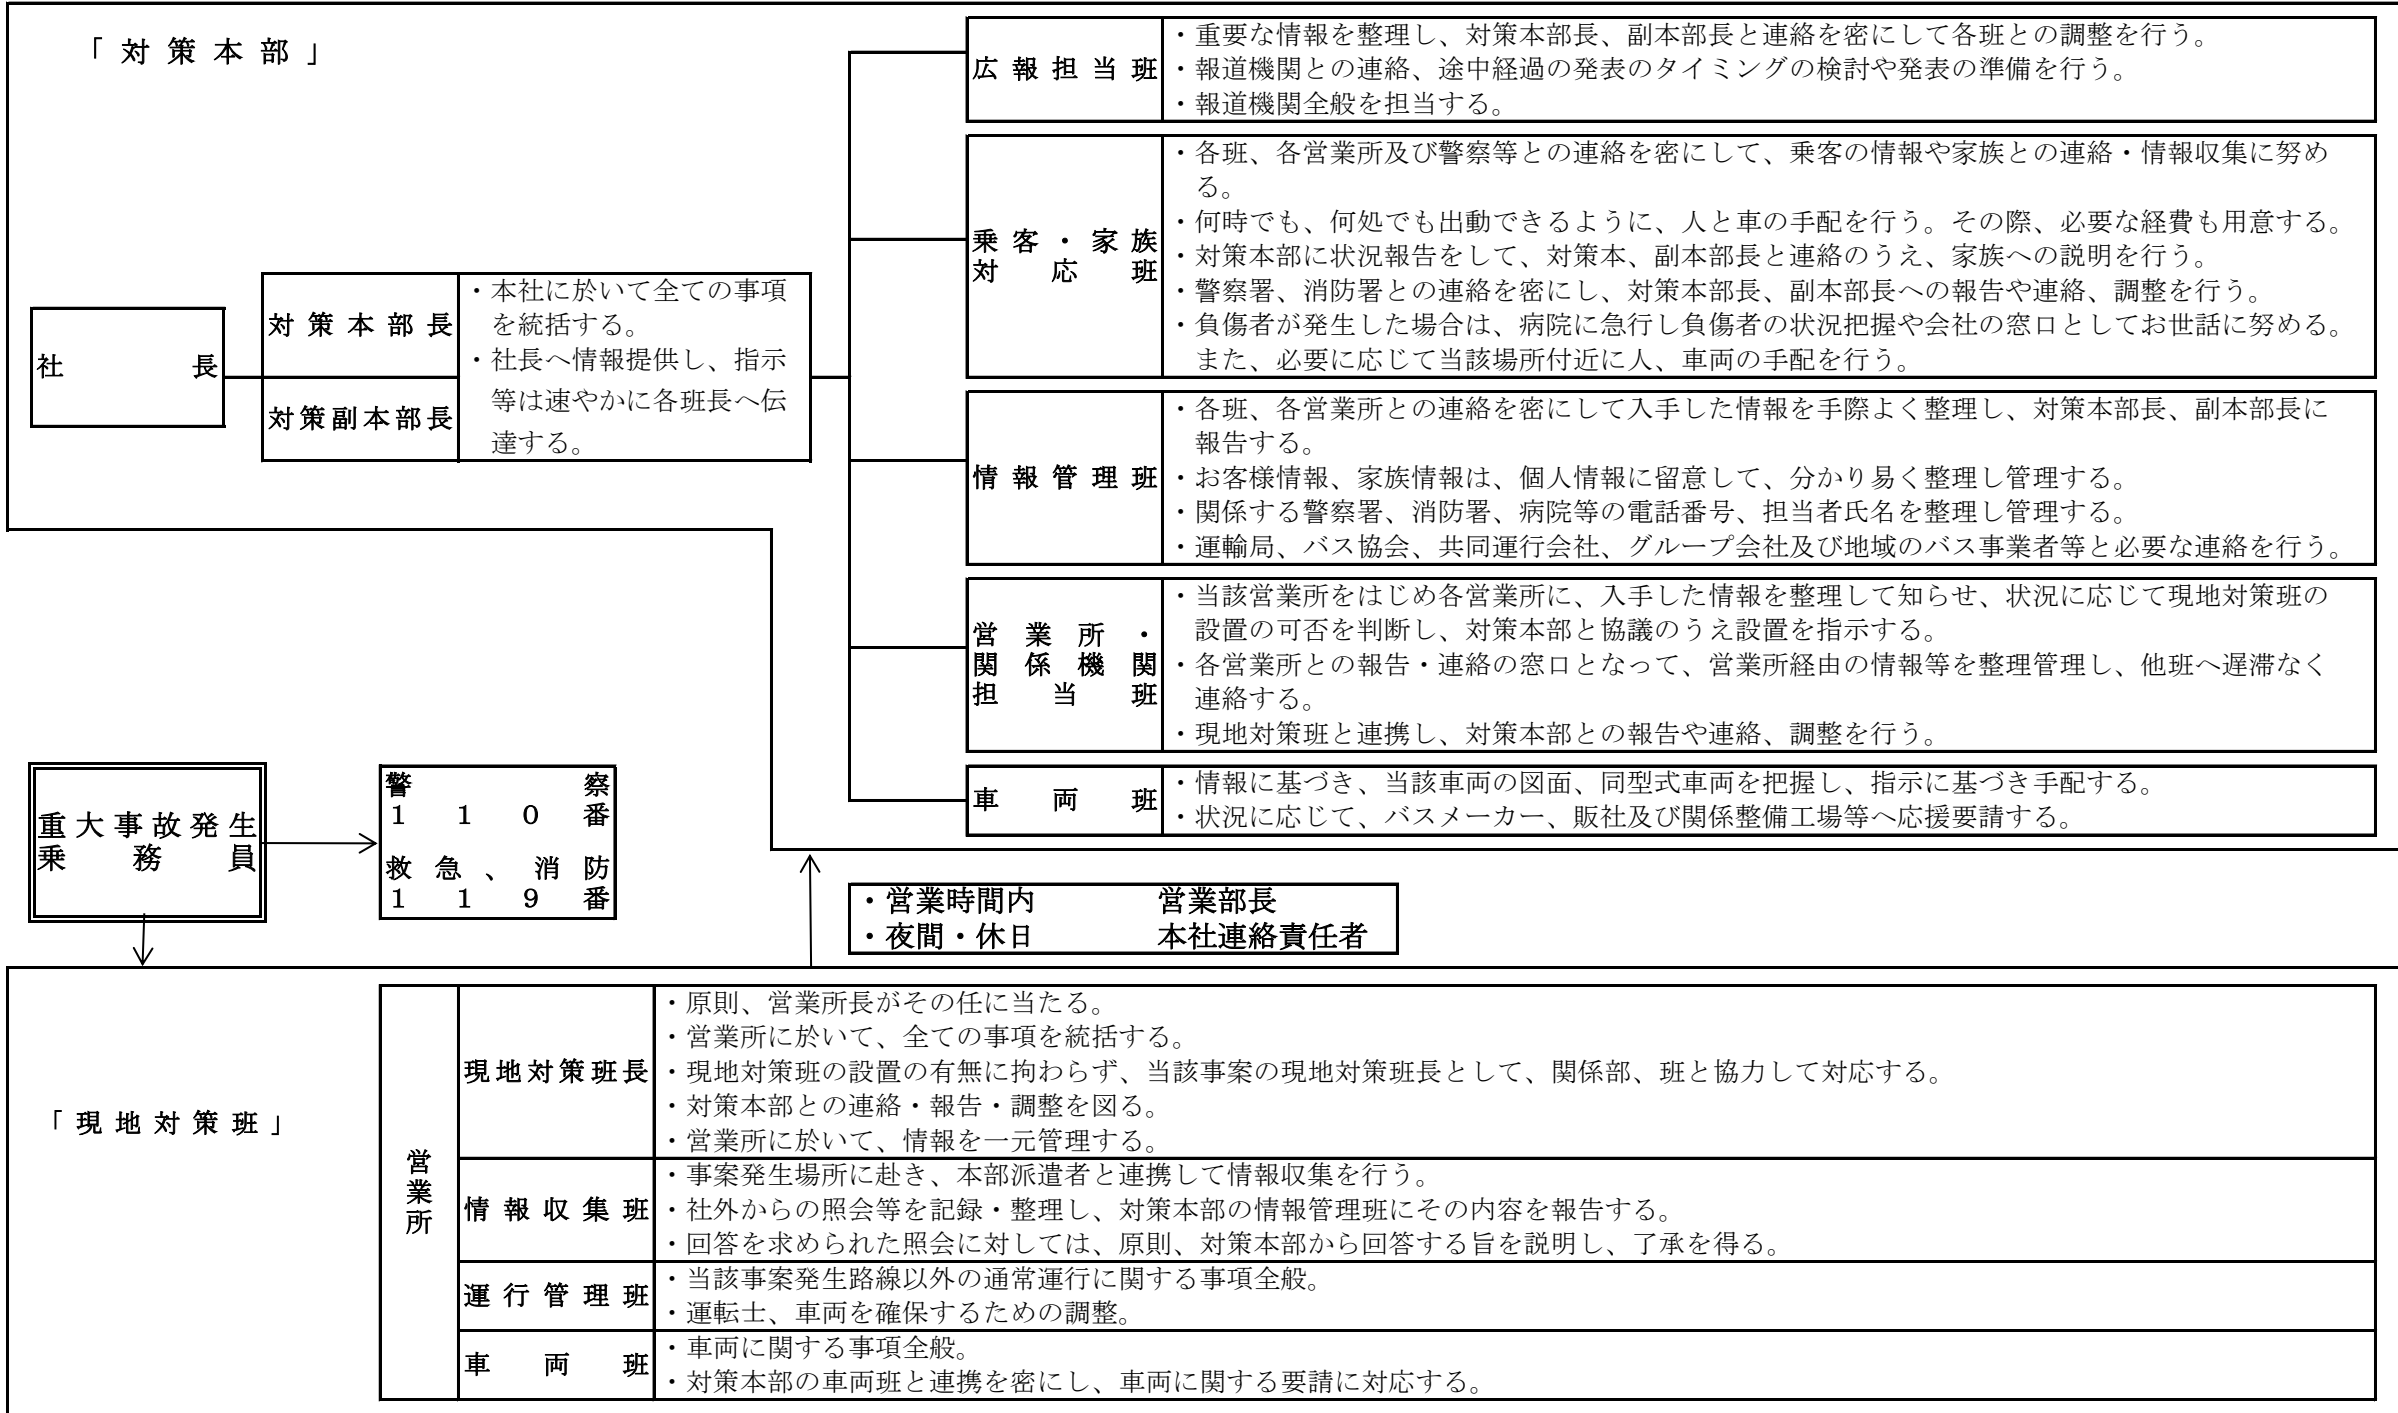 「対策本部」
広報担当班
・重要な情報を整理し、対策本部長、副本部長と連絡を密にして各班との調整を行う。
・報道機関との連絡、途中経過の発表のタイミングの検討や発表の準備を行う。
・報道機関全般を担当する。
乗客・家族
対応班
・各班、各営業所及び警察等との連絡を密にして、乗客の情報や家族との連絡・情報収集に努め
る。
・何時でも、何処でも出動できるように、人と車の手配を行う。その際、必要な経費も用意する。
・対策本部に状況報告をして、対策本、副本部長と連絡のうえ、家族への説明を行う。
・警察署、消防署との連絡を密にし、対策本部長、副本部長への報告や連絡、調整を行う。
・負傷者が発生した場合は、病院に急行し負傷者の状況把握や会社の窓口としてお世話に努める。
また、必要に応じて当該場所付近に人、車両の手配を行う。
社長
対策本部長
対策副本部長
・本社に於いて全ての事項
を統括する。
・社長へ情報提供し、指示
等は速やかに各班長へ伝
達する。
情報管理班
・各班、各営業所との連絡を密にして入手した情報を手際よく整理し、対策本部長、副本部長に
報告する。
・お客様情報、家族情報は、個人情報に留意して、分かり易く整理し管理する。
・関係する警察署、消防署、病院等の電話番号、担当者氏名を整理し管理する。
・運輸局、バス協会、共同運行会社、グループ会社及び地域のバス事業者等と必要な連絡を行う。
営業所・
関係機関
担当班
・当該営業所をはじめ各営業所に、入手した情報を整理して知らせ、状況に応じて現地対策班の
設置の可否を判断し、対策本部と協議のうえ設置を指示する。
・各営業所との報告・連絡の窓口となって、営業所経由の情報等を整理管理し、他班へ遅滞なく
連絡する。
・現地対策班と連携し、対策本部との報告や連絡、調整を行う。
車両班
・情報に基づき、当該車両の図面、同型式車両を把握し、指示に基づき手配する。
・状況に応じて、バスメーカー、販社及び関係整備工場等へ応援要請する。
重大事故発生
乗務員
警察
110番
救急、消防
119番
・営業時間内 営業部長
・夜間・休日 本社連絡責任者
「現地対策班」
営業所
現地対策班長
・原則、営業所長がその任に当たる。
・営業所に於いて、全ての事項を統括する。
・現地対策班の設置の有無に拘わらず、当該事案の現地対策班長として、関係部、班と協力して対応する。
・対策本部との連絡・報告・調整を図る。
・営業所に於いて、情報を一元管理する。
情報収集班
・事案発生場所に赴き、本部派遣者と連携して情報収集を行う。
・社外からの照会等を記録・整理し、対策本部の情報管理班にその内容を報告する。
・回答を求められた照会に対しては、原則、対策本部から回答する旨を説明し、了承を得る。
運行管理班
・当該事案発生路線以外の通常運行に関する事項全般。
・運転士、車両を確保するための調整。
車両班
・車両に関する事項全般。
・対策本部の車両班と連携を密にし、車両に関する要請に対応する。